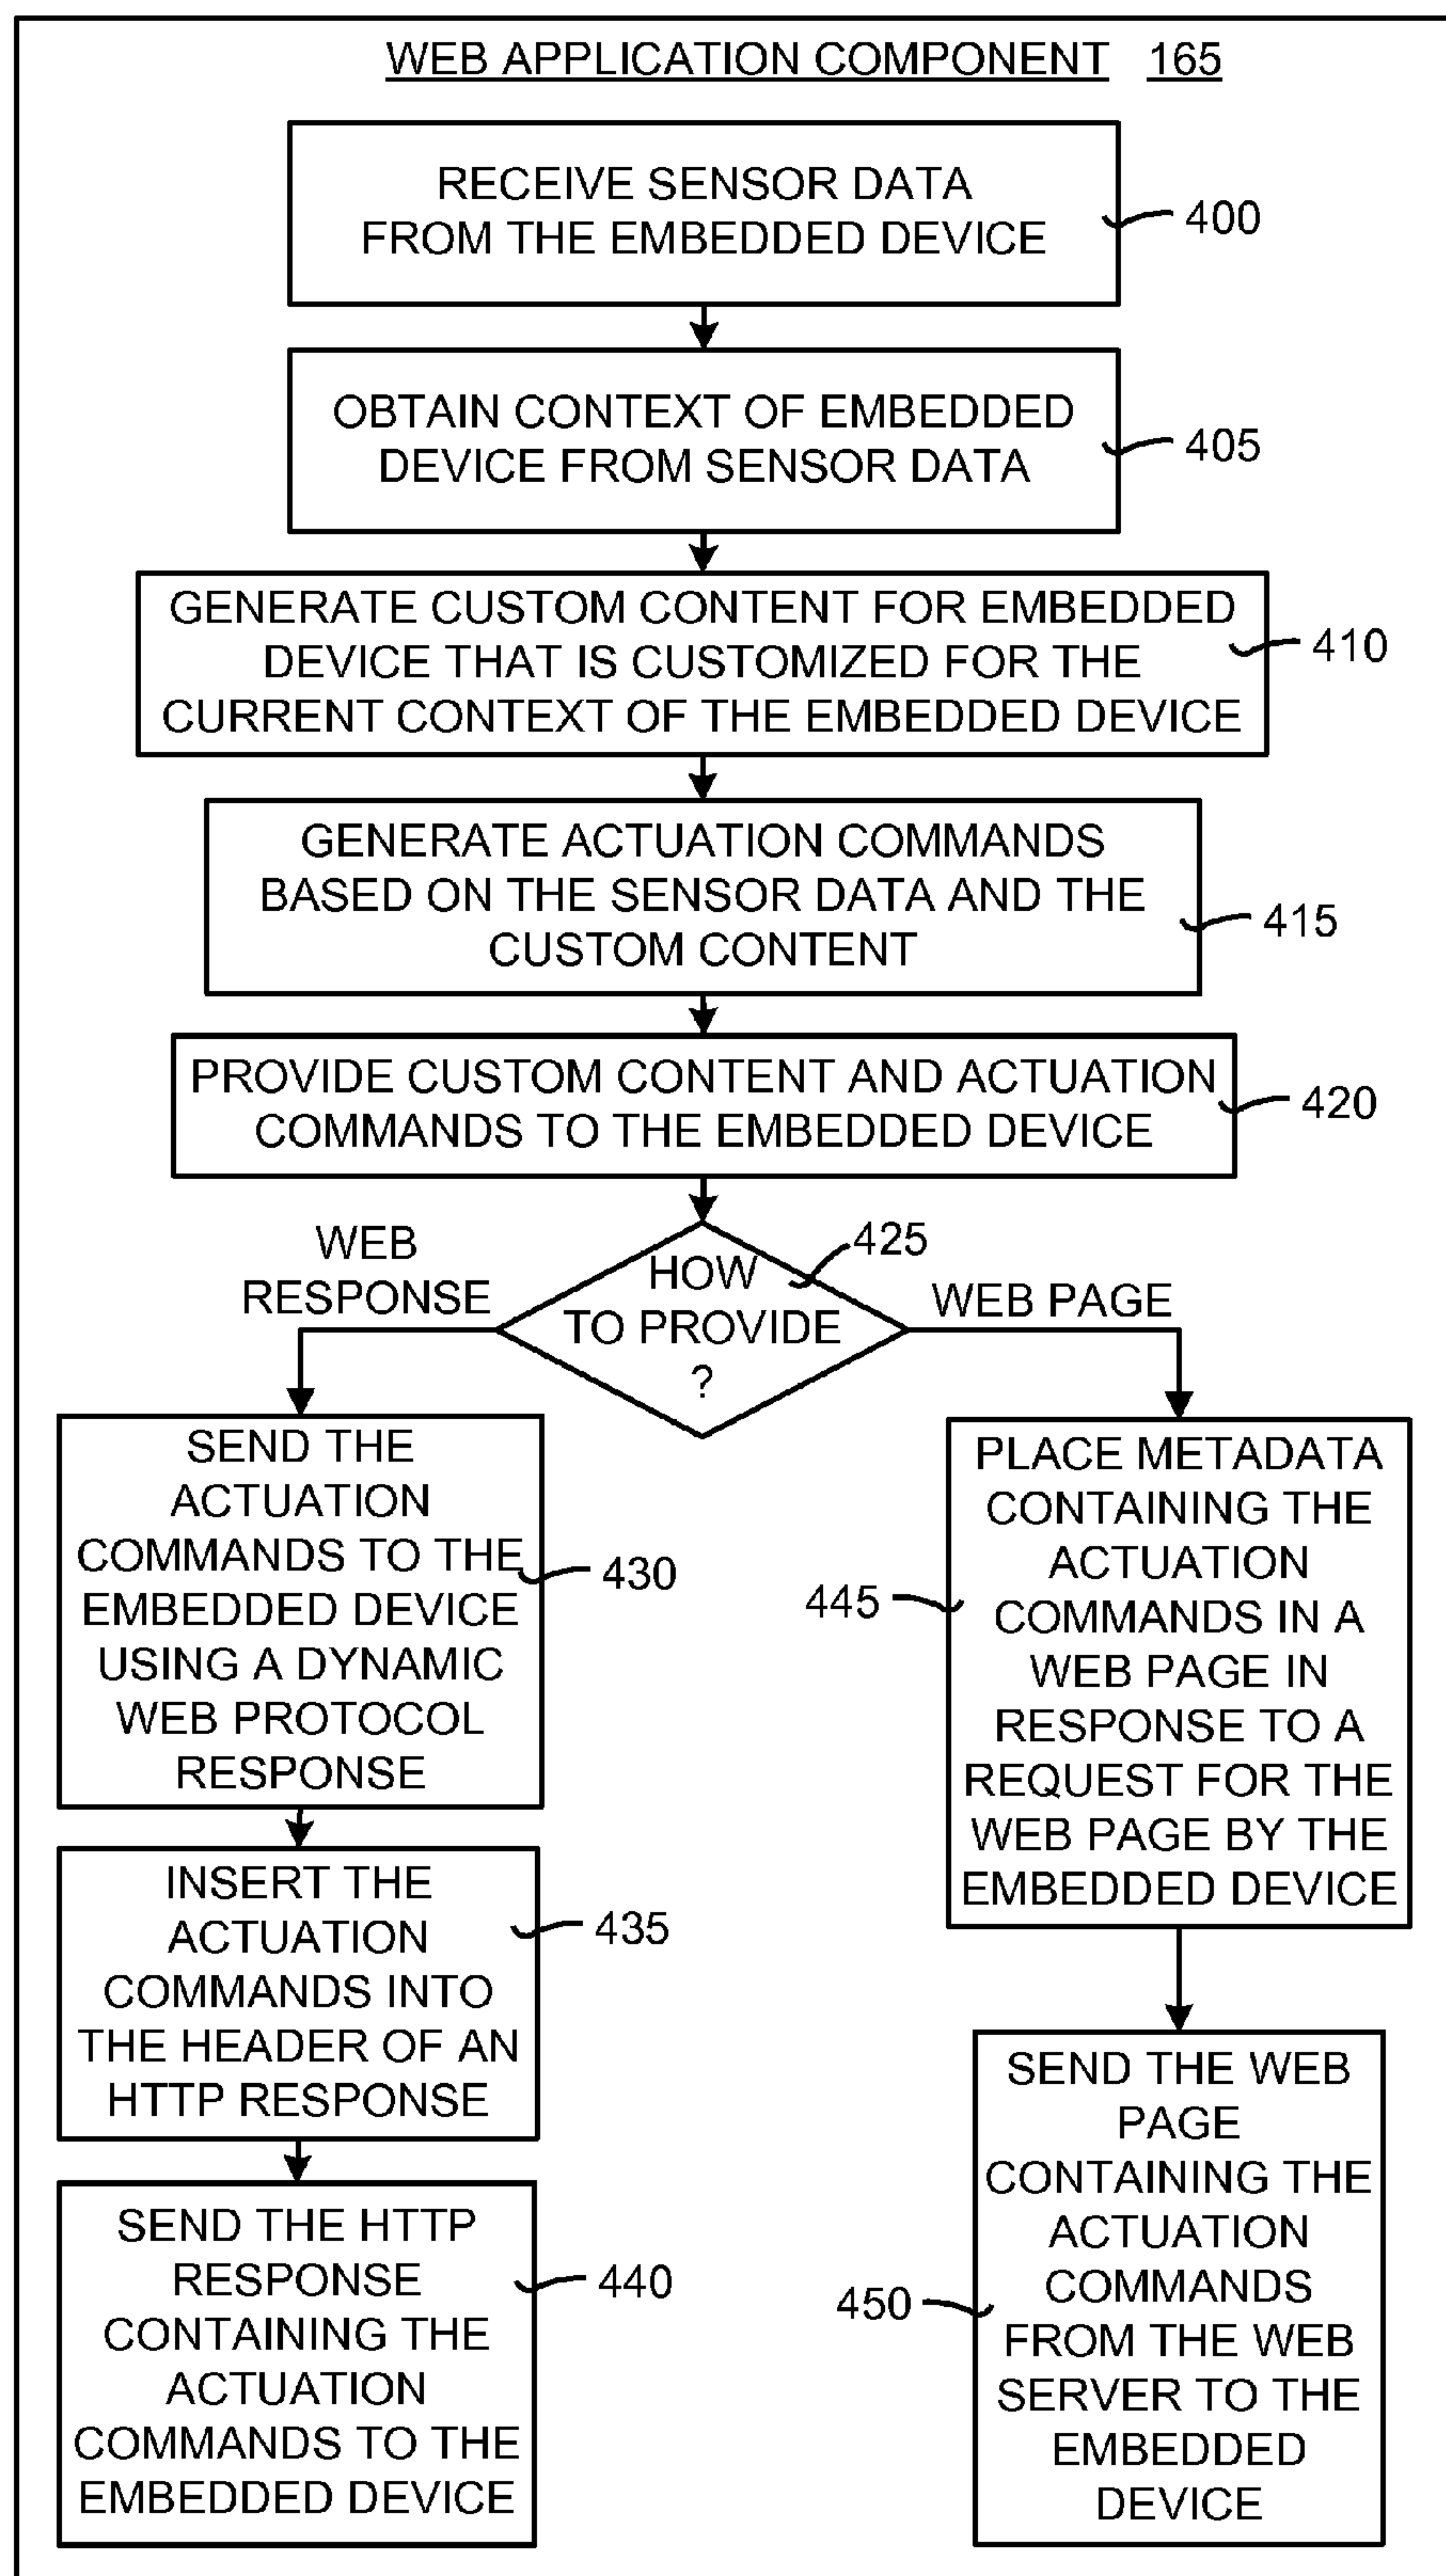 WEB APPLICATION COMPONENT 165
RECEIVE SENSOR DATA
FROM THE EMBEDDED DEVICE
400
OBTAIN CONTEXT OF EMBEDDED
DEVICE FROM SENSOR DATA
405
GENERATE CUSTOM CONTENT FOR EMBEDDED
DEVICE THAT IS CUSTOMIZED FOR THE
CURRENT CONTEXT OF THE EMBEDDED DEVICE
410
GENERATE ACTUATION COMMANDS
BASED ON THE SENSOR DATA AND THE
CUSTOM CONTENT
415
PROVIDE CUSTOM CONTENT AND ACTUATION
COMMANDS TO THE EMBEDDED DEVICE
420
HOW
TO PROVIDE
?
425
WEB
RESPONSE
WEB PAGE
SEND THE
ACTUATION
COMMANDS TO THE
EMBEDDED DEVICE
USING A DYNAMIC
WEB PROTOCOL
RESPONSE
430
INSERT THE
ACTUATION
COMMANDS INTO
THE HEADER OF AN
HTTP RESPONSE
435
SEND THE HTTP
RESPONSE
CONTAINING THE
ACTUATION
COMMANDS TO THE
EMBEDDED DEVICE
440
PLACE METADATA
CONTAINING THE
ACTUATION
COMMANDS IN A
WEB PAGE IN
RESPONSE TO A
REQUEST FOR THE
WEB PAGE BY THE
EMBEDDED DEVICE
445
SEND THE WEB
PAGE
CONTAINING THE
ACTUATION
COMMANDS
FROM THE WEB
SERVER TO THE
EMBEDDED
DEVICE
450